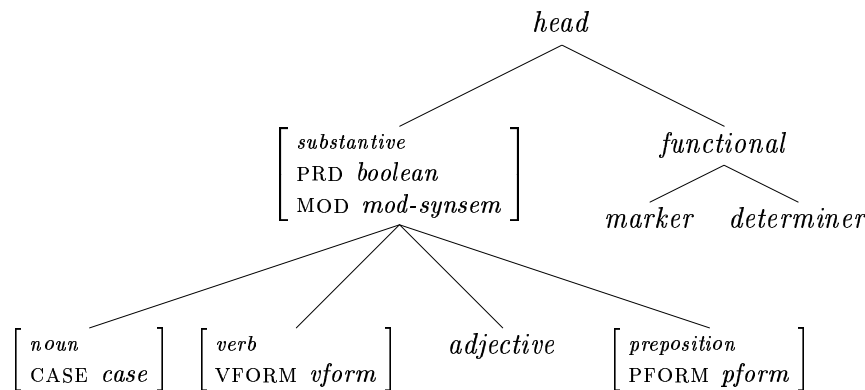 head
substantive
PRD boolean
MOD mod-synsem
functional
marker determiner
noun
CASE case
verb
VFORM vform
adjective
preposition
PFORM pform